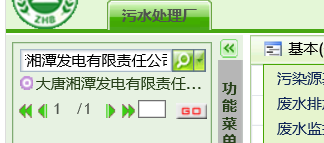 ZHB
污水处理厂
湘潭发电有限责任公司
大唐湘潭发电有限责任...
1 /1 GO
功能菜单
基本
污染源
废水排
废水监